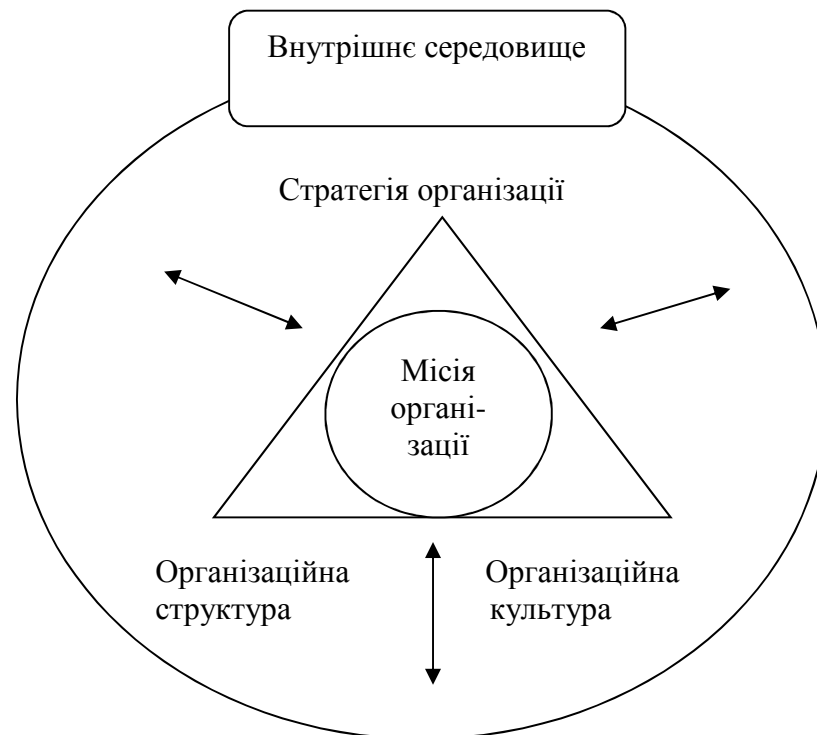 Внутрішнє середовище
Стратегія організації
Місія
органі-
зації
Організаційна
структура
Організаційна
культура